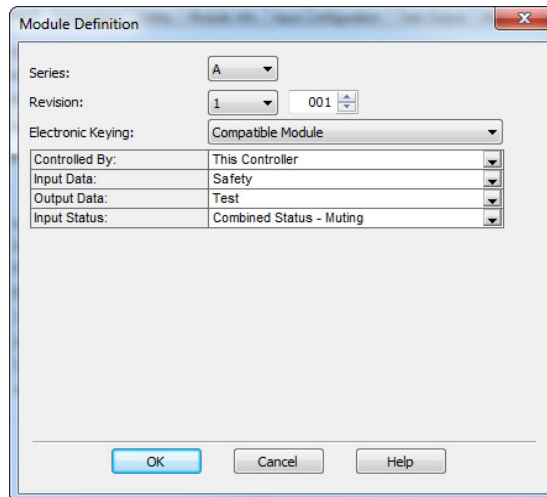 Module Definition
Series: A
Revision: 1 001
Electronic Keying: Compatible Module
Controlled By: This Controller
Input Data: Safety
Output Data: Test
Input Status: Combined Status - Muting
OK Cancel Help